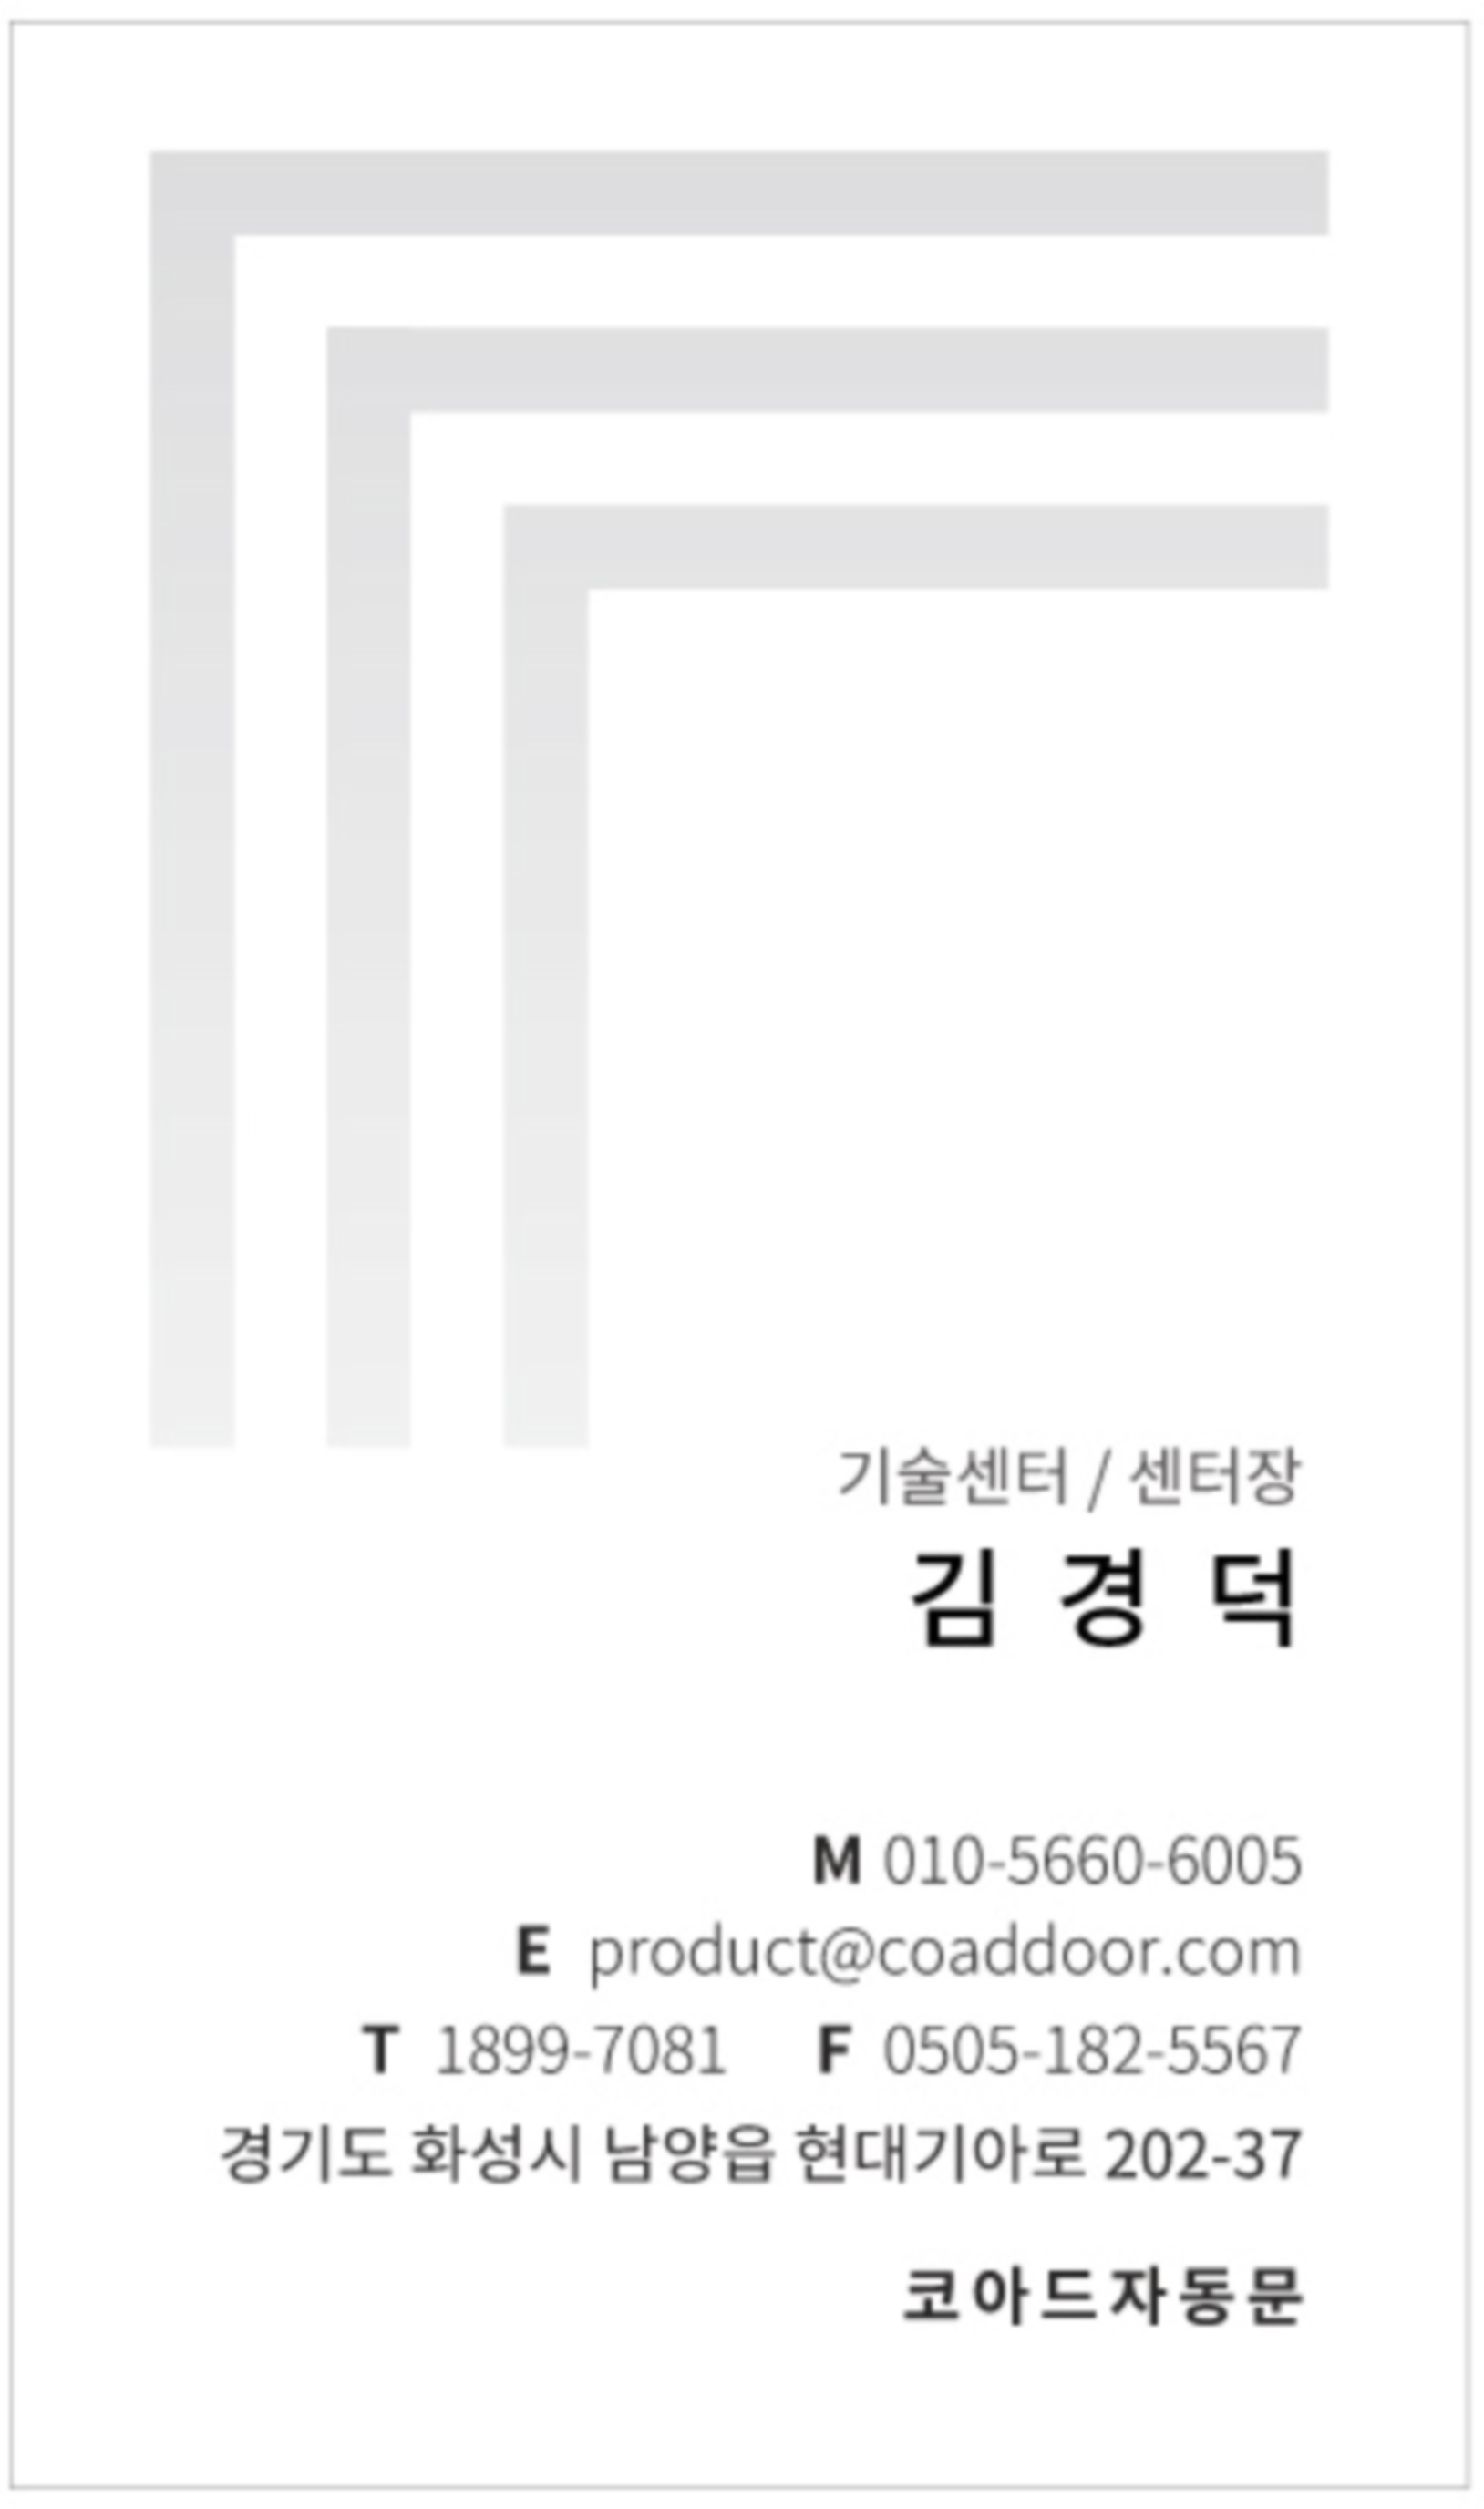 기술센터 / 센터장
김 경 덕
M 010-5660-6005
E product@coaddoor.com
T 1899-7081 F 0505-182-5567
경기도 화성시 남양읍 현대기아로 202-37
코아드자동문